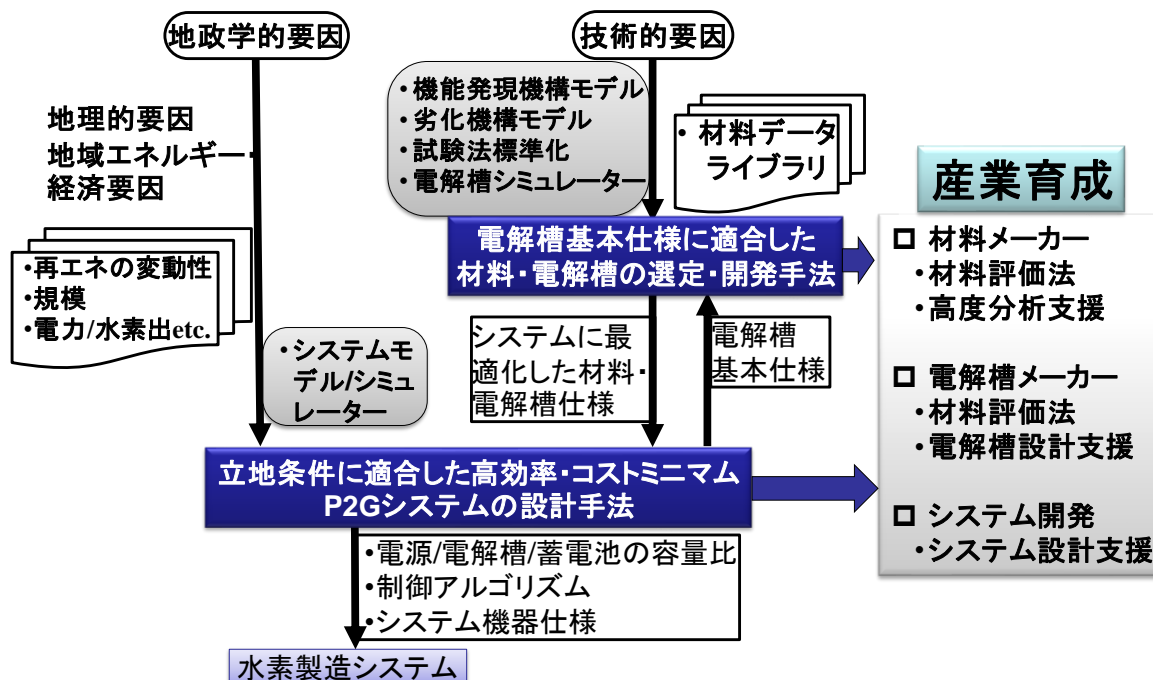 地政学的要因
技術的要因
地理的要因
地域エネルギー・
経済要因
・再エネの変動性
・規模
・電力/水素出etc.
・システムモ
デル/シミュ
レーター
・機能発現機構モデル
・劣化機構モデル
・試験法標準化
・電解槽シミュレーター
・材料データ
ライブラリ
電解槽基本仕様に適合した
材料・電解槽の選定・開発手法
システムに最
適化した材料・
電解槽仕様
電解槽
基本仕様
立地条件に適合した高効率・コストミニマム
P2Gシステムの設計手法
・電源/電解槽/蓄電池の容量比
・制御アルゴリズム
・システム機器仕様
水素製造システム
産業育成
材料メーカー
・材料評価法
・高度分析支援
電解槽メーカー
・材料評価法
・電解槽設計支援
システム開発
・システム設計支援